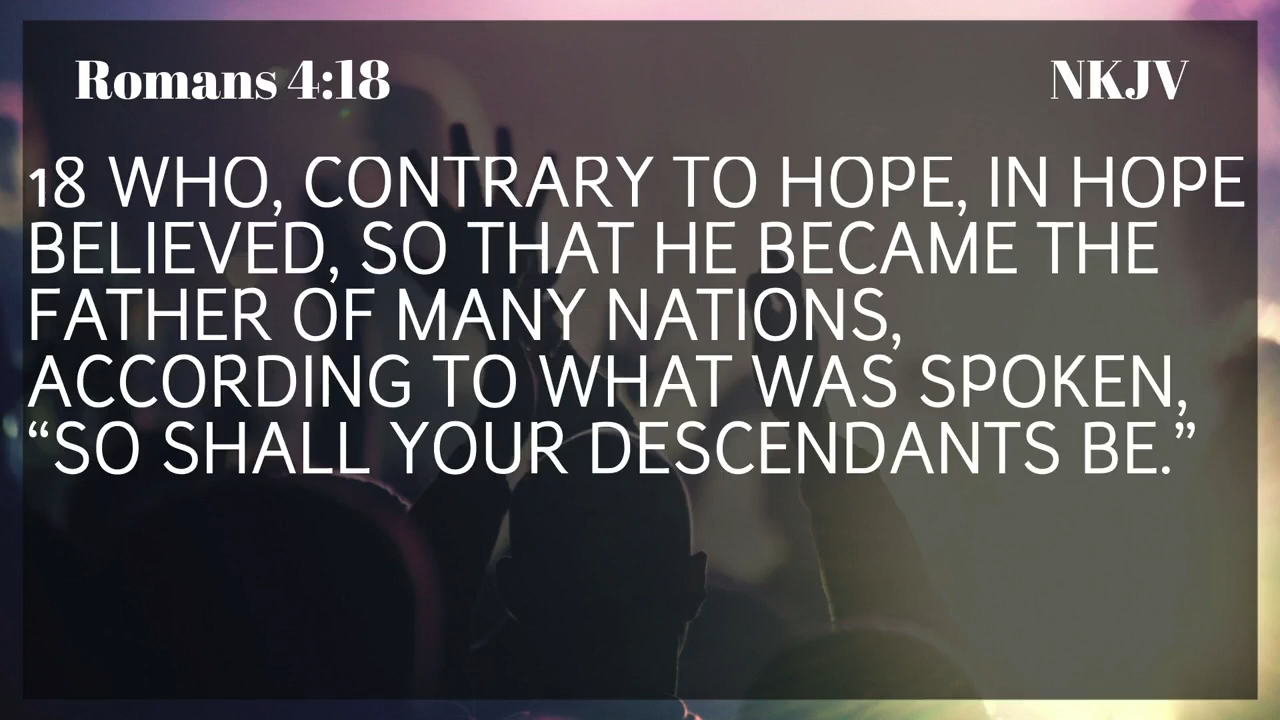 Romans 4:18
NKJV
18 WHO, CONTRARY TO HOPE, IN HOPE
BELIEVED, SO THAT HE BECAME THE
FATHER OF MANY NATIONS,
ACCORDING TO WHAT WAS SPOKEN,
“SO SHALL YOUR DESCENDANTS BE.”